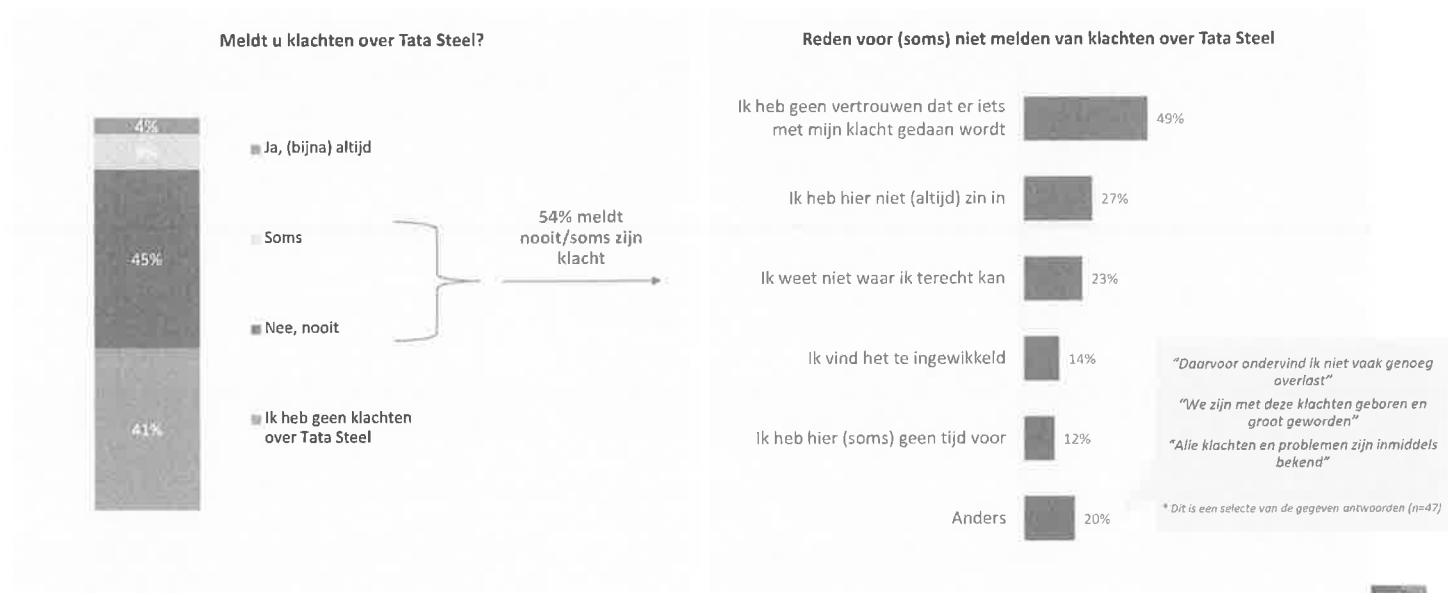 Meldt u klachten over Tata Steel?
4%
45%
41%
Ja, (bijna) altijd
Soms
Nee, nooit
Ik heb geen klachten
over Tata Steel
54% meldt
nooit/soms zijn
klacht
Reden voor (soms) niet melden van klachten over Tata Steel
Ik heb geen vertrouwen dat er iets
met mijn klacht gedaan wordt
49%
Ik heb hier niet (altijd) zin in
27%
Ik weet niet waar ik terecht kan
23%
Ik vind het te ingewikkeld
14%
Ik heb hier (soms) geen tijd voor
12%
Anders
20%
"Daarvoor ondervind ik niet vaak genoeg
overlast"
"We zijn met deze klachten geboren en
groot geworden"
"Alle klachten en problemen zijn inmiddels
bekend"
* Dit is een selecte van de gegeven antwoorden (n=47)